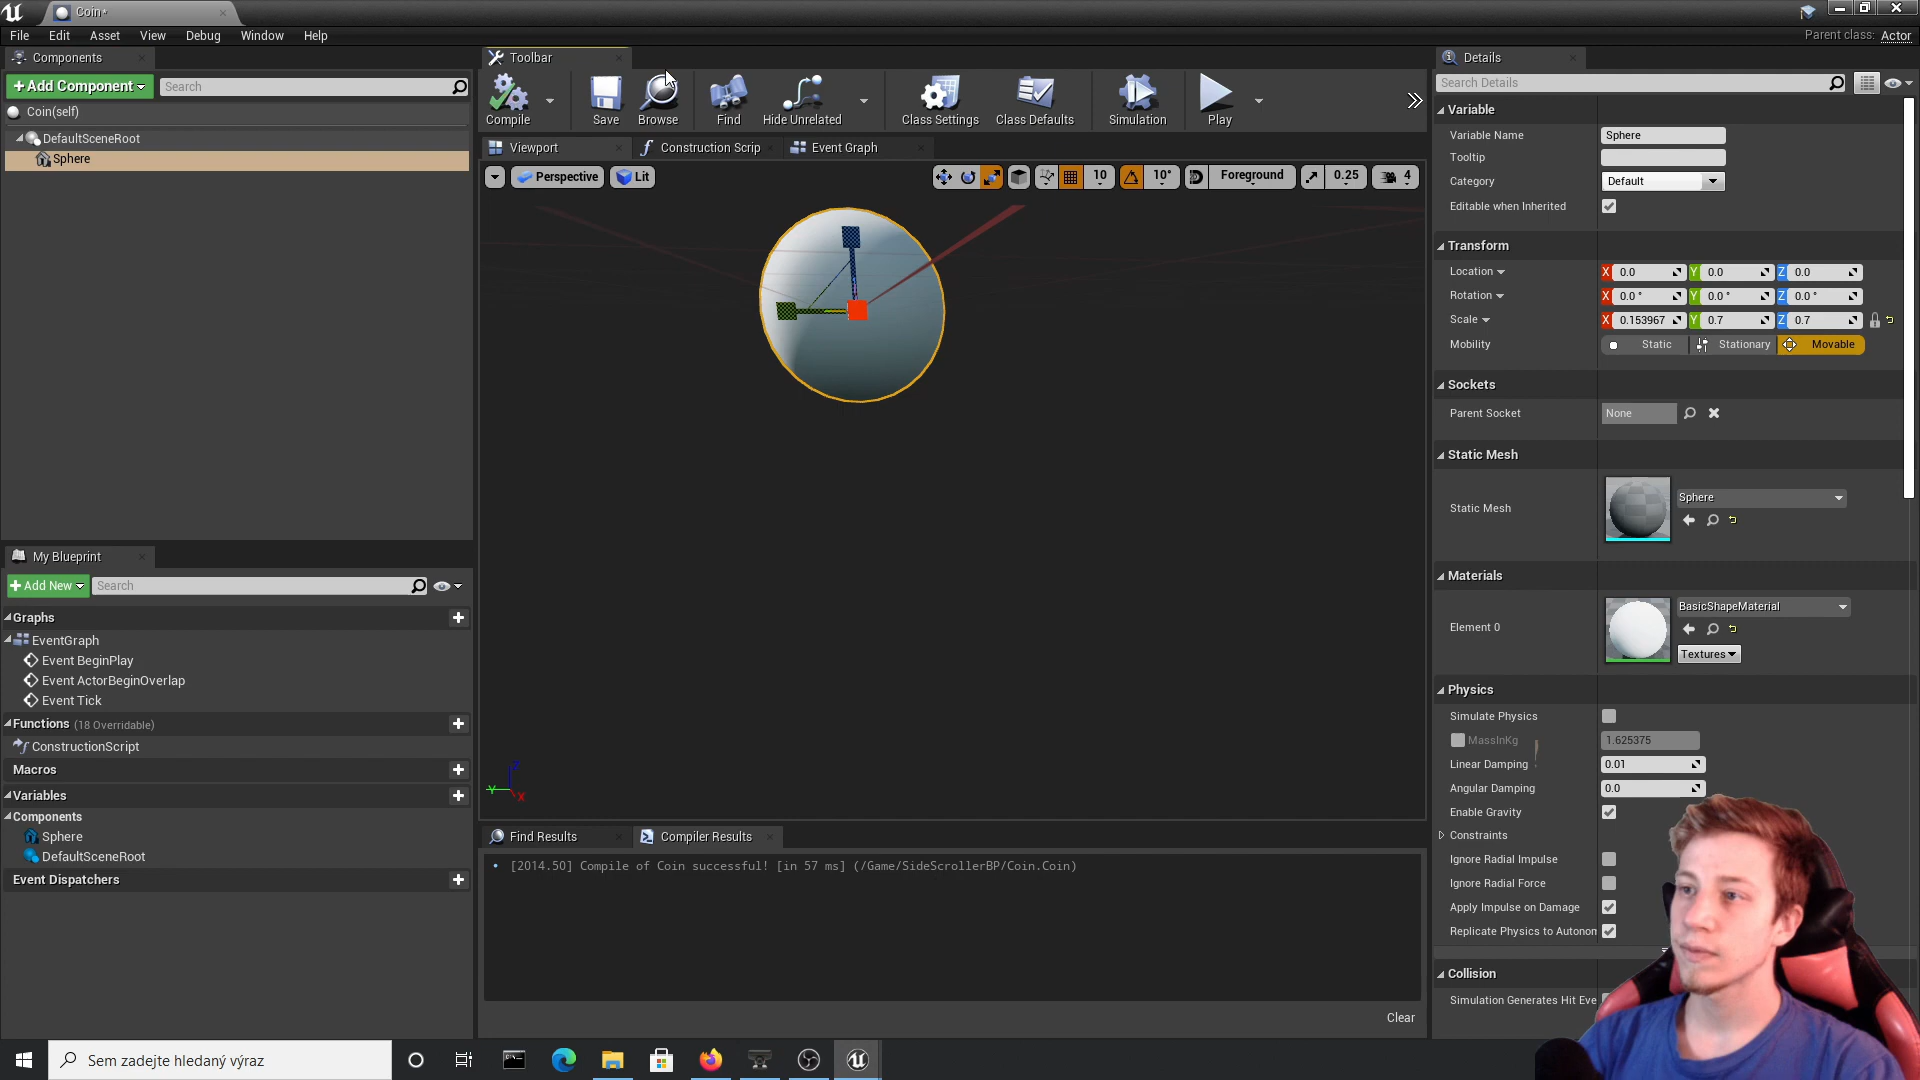 Coin*
File Edit Asset View Debug Window Help
Parent class: Actor
Components
+Add Component
Search
Coin(self)
DefaultSceneRoot
Sphere
My Blueprint
+Add New
Search
Graphs
EventGraph
Event BeginPlay
Event ActorBeginOverlap
Event Tick
Functions (18 Overridable)
ConstructionScript
Macros
Variables
Components
Sphere
DefaultSceneRoot
Event Dispatchers
Toolbar
Compile
Save
Browse
Find
Hide Unrelated
Class Settings
Class Defaults
Simulation
Play
Viewport
Construction Scrip
Event Graph
Perspective
Lit
10
10°
Foreground
0.25
4
Z
Y
X
Find Results
Compiler Results
[2014.50] Compile of Coin successful! [in 57 ms] (/Game/SideScrollerBP/Coin.Coin)
Clear
Details
Search Details
Variable
Variable Name Sphere
Tooltip
Category Default
Editable when Inherited
Transform
Location X 0.0 Y 0.0 Z 0.0
Rotation X 0.0° Y 0.0° Z 0.0°
Scale X 0.153967 Y 0.7 Z 0.7
Mobility Static Stationary Movable
Sockets
Parent Socket None
Static Mesh
Static Mesh Sphere
Materials
Element 0 BasicShapeMaterial
Textures
Physics
Simulate Physics
MassInKg 1.625375
Linear Damping 0.01
Angular Damping 0.0
Enable Gravity
Constraints
Ignore Radial Impulse
Ignore Radial Force
Apply Impulse on Damage
Replicate Physics to Autonon
Collision
Simulation Generates Hit Eve
Sem zadejte hledaný výraz